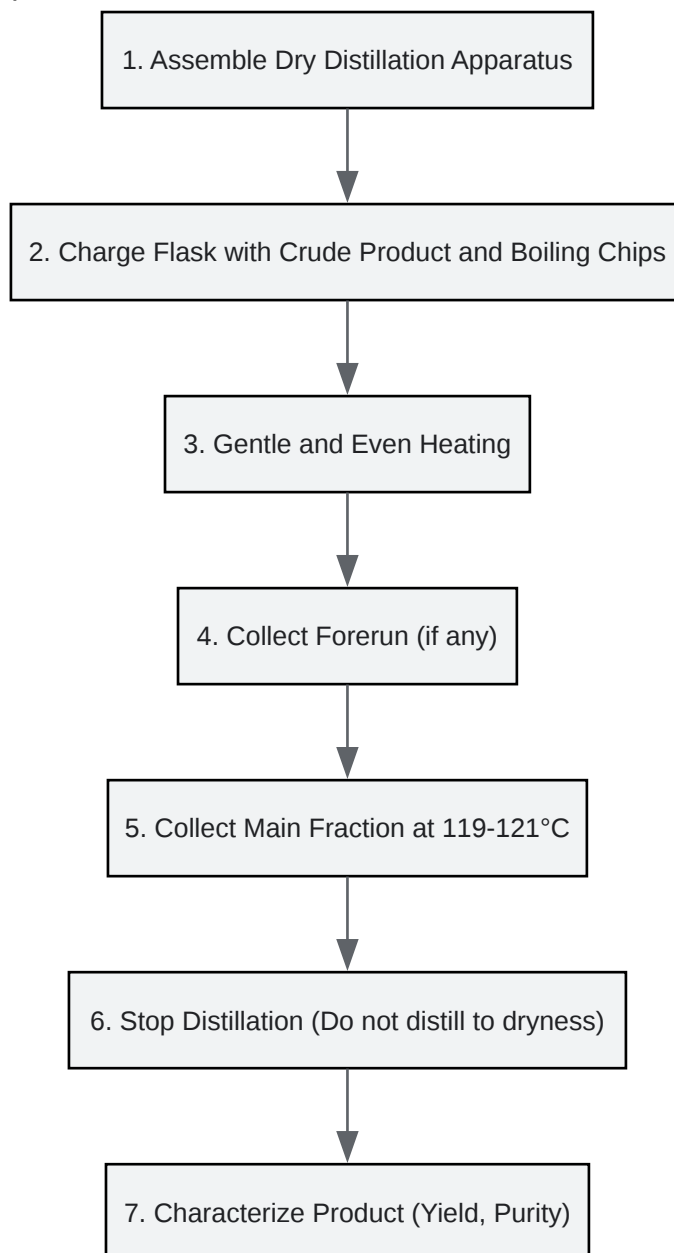 1. Assemble Dry Distillation Apparatus
2. Charge Flask with Crude Product and Boiling Chips
3. Gentle and Even Heating
4. Collect Forerun (if any)
5. Collect Main Fraction at 119-121°C
6. Stop Distillation (Do not distill to dryness)
7. Characterize Product (Yield, Purity)